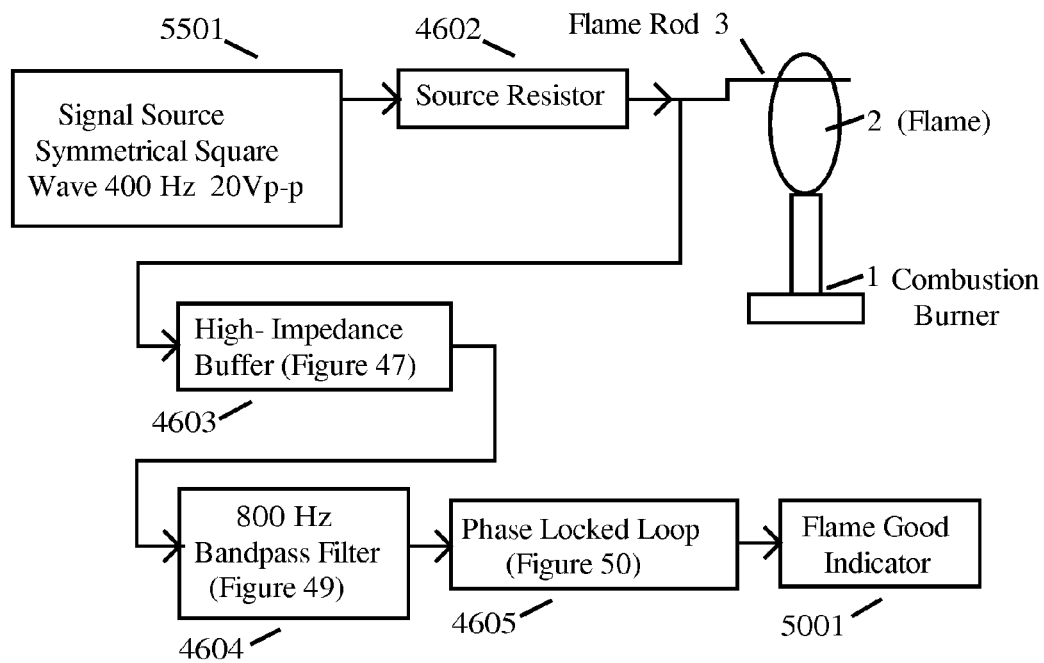 5501
4602
Flame Rod 3
Signal Source
Symmetrical Square
Wave 400 Hz 20Vp-p
Source Resistor
2 (Flame)
1 Combustion
Burner
High- Impedance
Buffer (Figure 47)
4603
800 Hz
Bandpass Filter
(Figure 49)
4604
Phase Locked Loop
(Figure 50)
4605
Flame Good
Indicator
5001